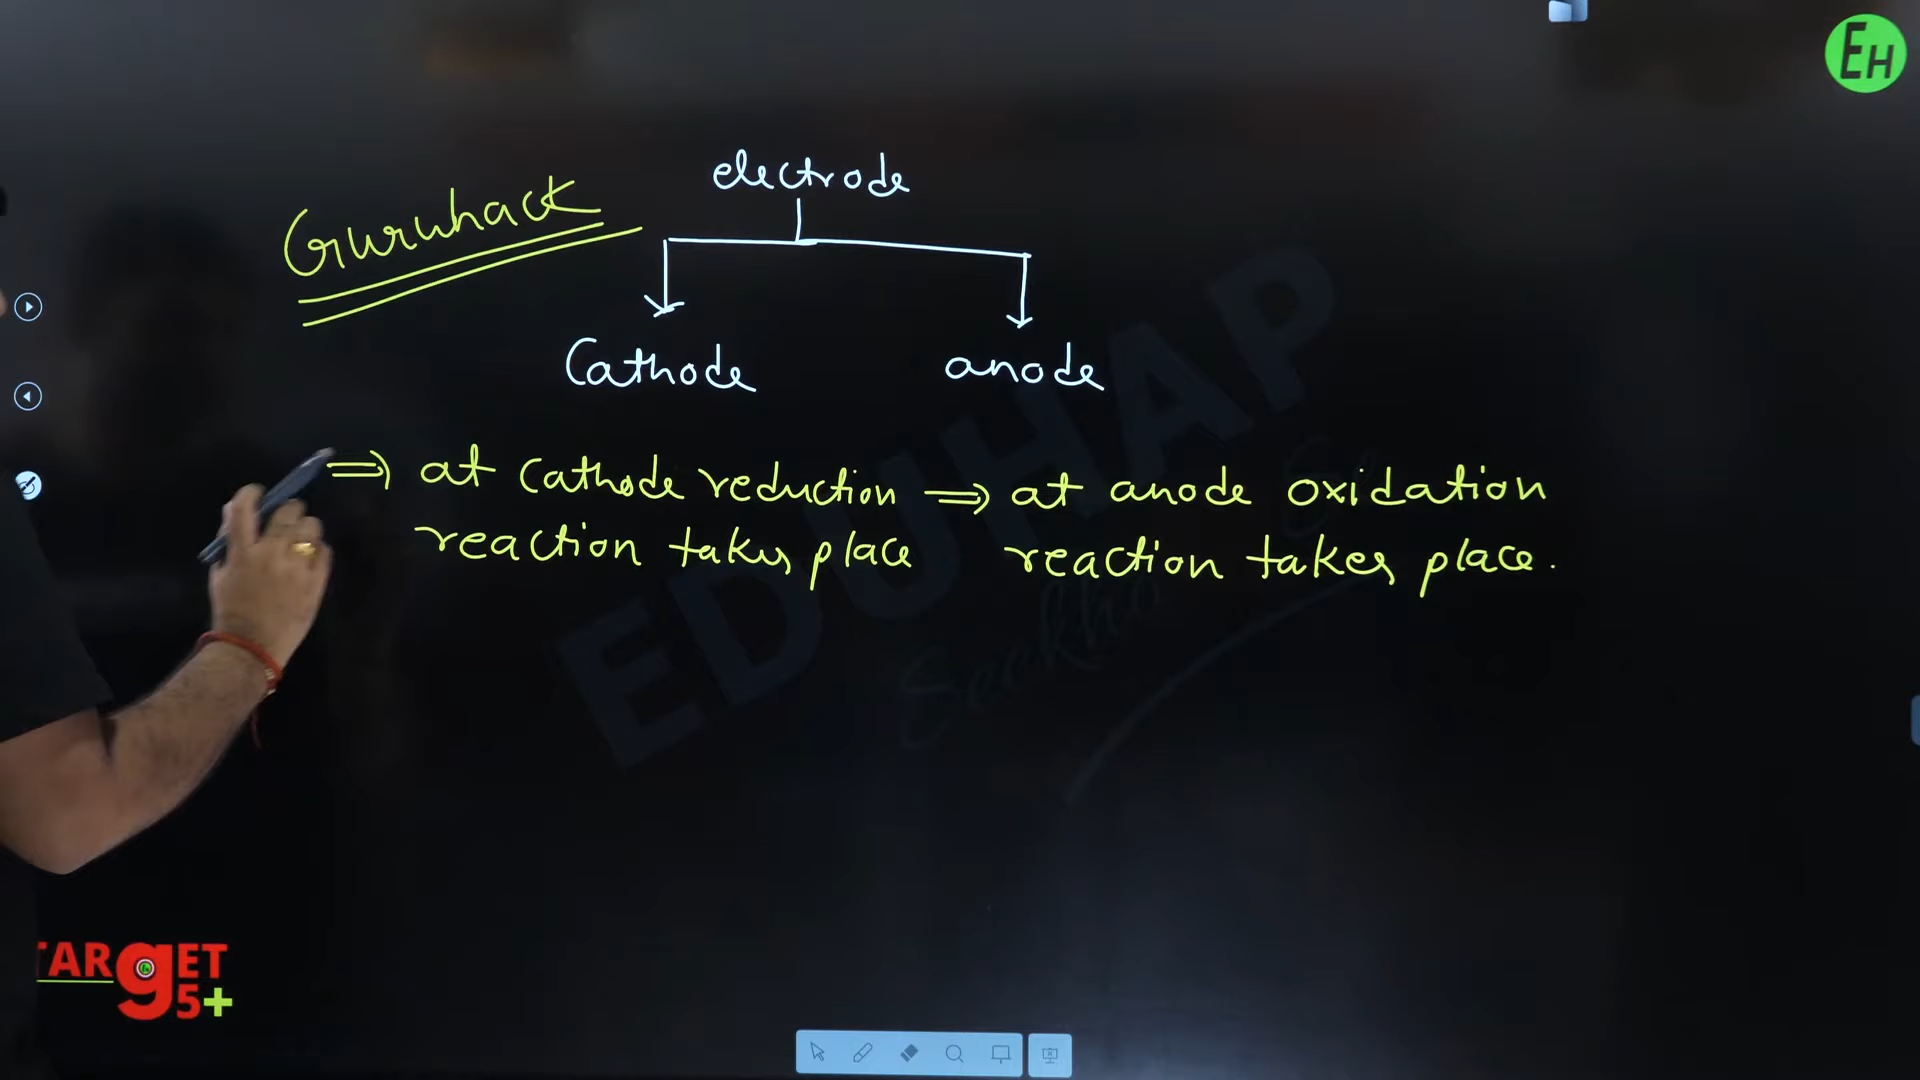 EH
electrode
Guruhack
Cathode anode
⇒ at cathode reduction ⇒ at anode oxidation
reaction takes place reaction takes place.
EDUHAP
Seekho
TARgET
95+